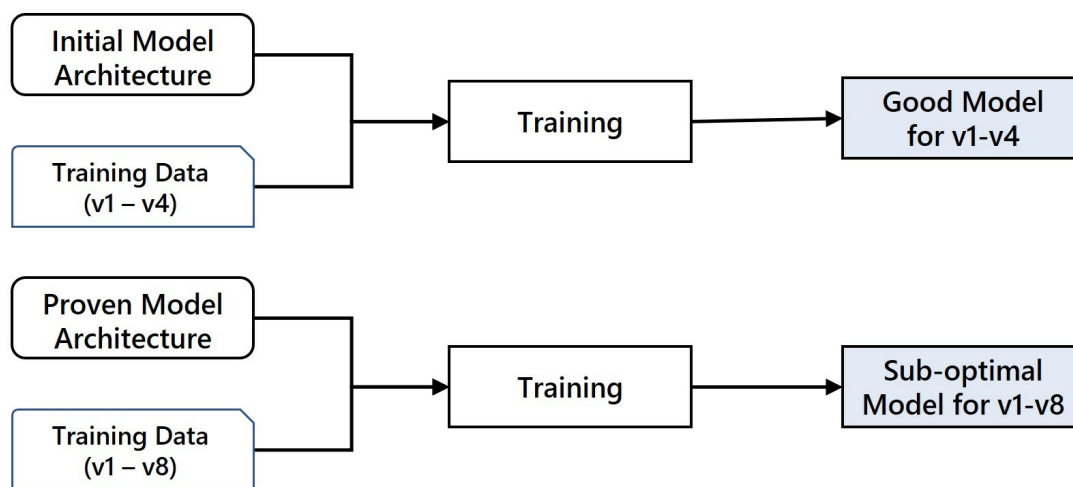 Initial Model
Architecture
Training Data
(v1 – v4)
Training
Good Model
for v1-v4
Proven Model
Architecture
Training Data
(v1 – v8)
Training
Sub-optimal
Model for v1-v8